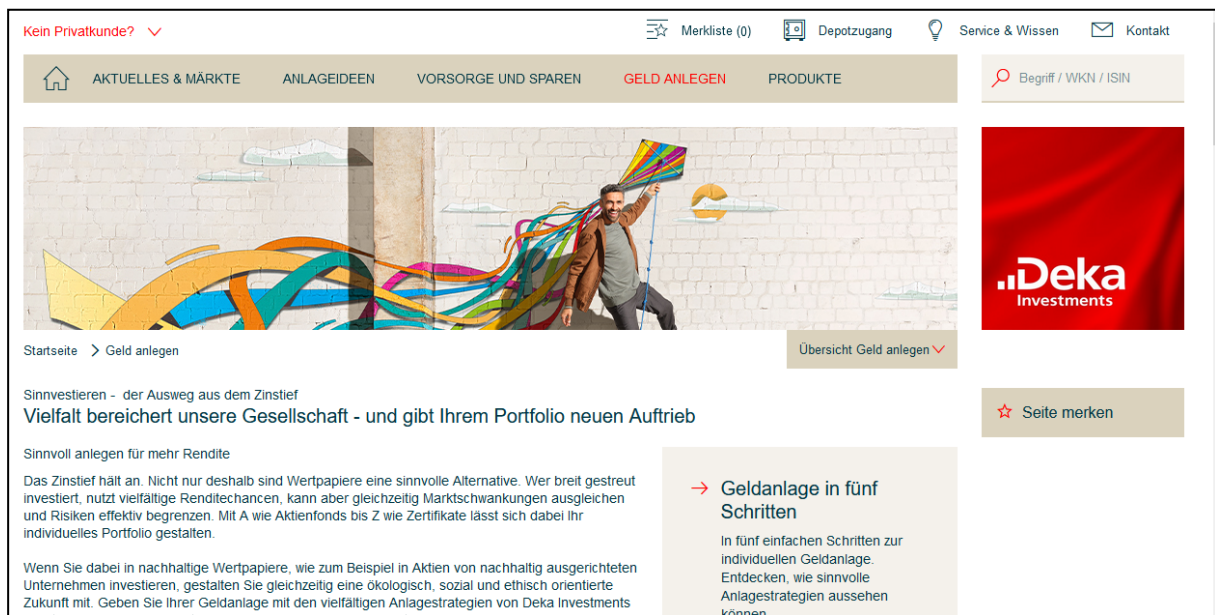 Kein Privatkunde?
Merkliste (0)
Depotzugang
Service & Wissen
Kontakt
AKTUELLES & MÄRKTE
ANLAGEIDEEN
VORSORGE UND SPAREN
GELD ANLEGEN
PRODUKTE
Begriff / WKN / ISIN
Deka
Investments
Startseite > Geld anlegen
Übersicht Geld anlegen
Sinnvestieren - der Ausweg aus dem Zinstief
Vielfalt bereichert unsere Gesellschaft - und gibt Ihrem Portfolio neuen Auftrieb
Seite merken
Sinnvoll anlegen für mehr Rendite
Das Zinstief hält an. Nicht nur deshalb sind Wertpapiere eine sinnvolle Alternative. Wer breit gestreut
investiert, nutzt vielfältige Renditechancen, kann aber gleichzeitig Marktschwankungen ausgleichen
und Risiken effektiv begrenzen. Mit A wie Aktienfonds bis Z wie Zertifikate lässt sich dabei Ihr
individuelles Portfolio gestalten.
Wenn Sie dabei in nachhaltige Wertpapiere, wie zum Beispiel in Aktien von nachhaltig ausgerichteten
Unternehmen investieren, gestalten Sie gleichzeitig eine ökologisch, sozial und ethisch orientierte
Zukunft mit. Geben Sie Ihrer Geldanlage mit den vielfältigen Anlagestrategien von Deka Investments
Geldanlage in fünf
Schritten
In fünf einfachen Schritten zur
individuellen Geldanlage.
Entdecken, wie sinnvolle
Anlagestrategien aussehen
können